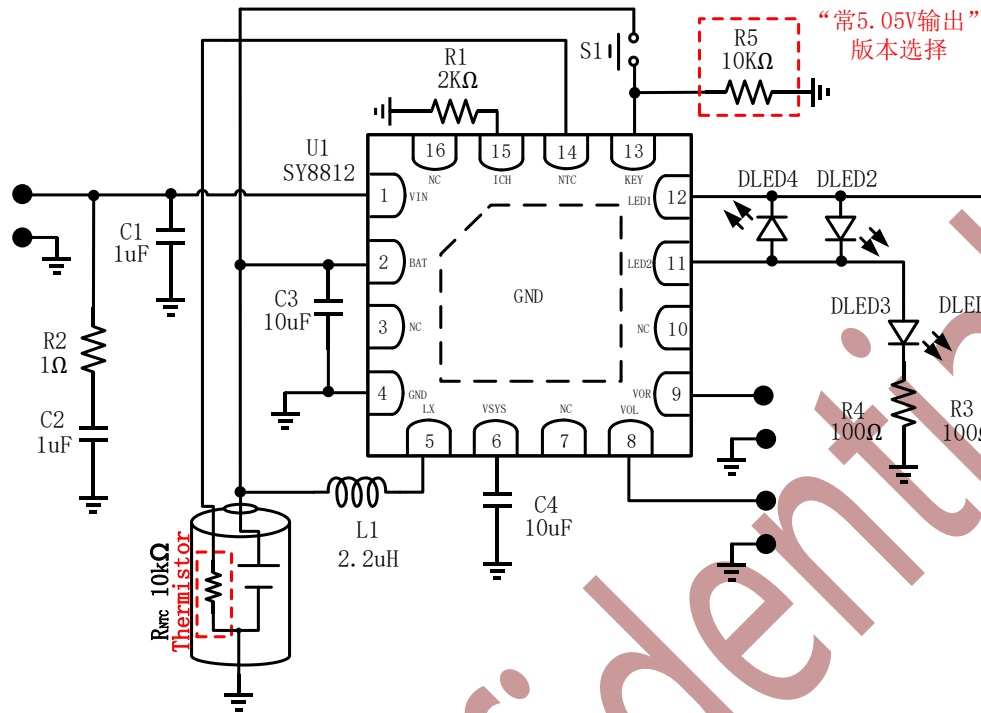 “常5.05V输出”
版本选择
R5
10KΩ
S1
R1
2KΩ
U1
SY8812
16
15
14
13
NC
ICH
NTC
KEY
1
VIN
LED1
12
DLED4
DLED2
C1
1uF
2
BAT
LED2
11
C3
10uF
GND
3
NC
NC
10
DLED3
DLED
R2
1Ω
4
GND
VOR
9
LX
VSYS
NC
VOL
5
6
7
8
R4
100Ω
R3
100Ω
C2
1uF
C4
10uF
L1
2.2uH
RNTC 10kΩ
Thermistor
fidenti